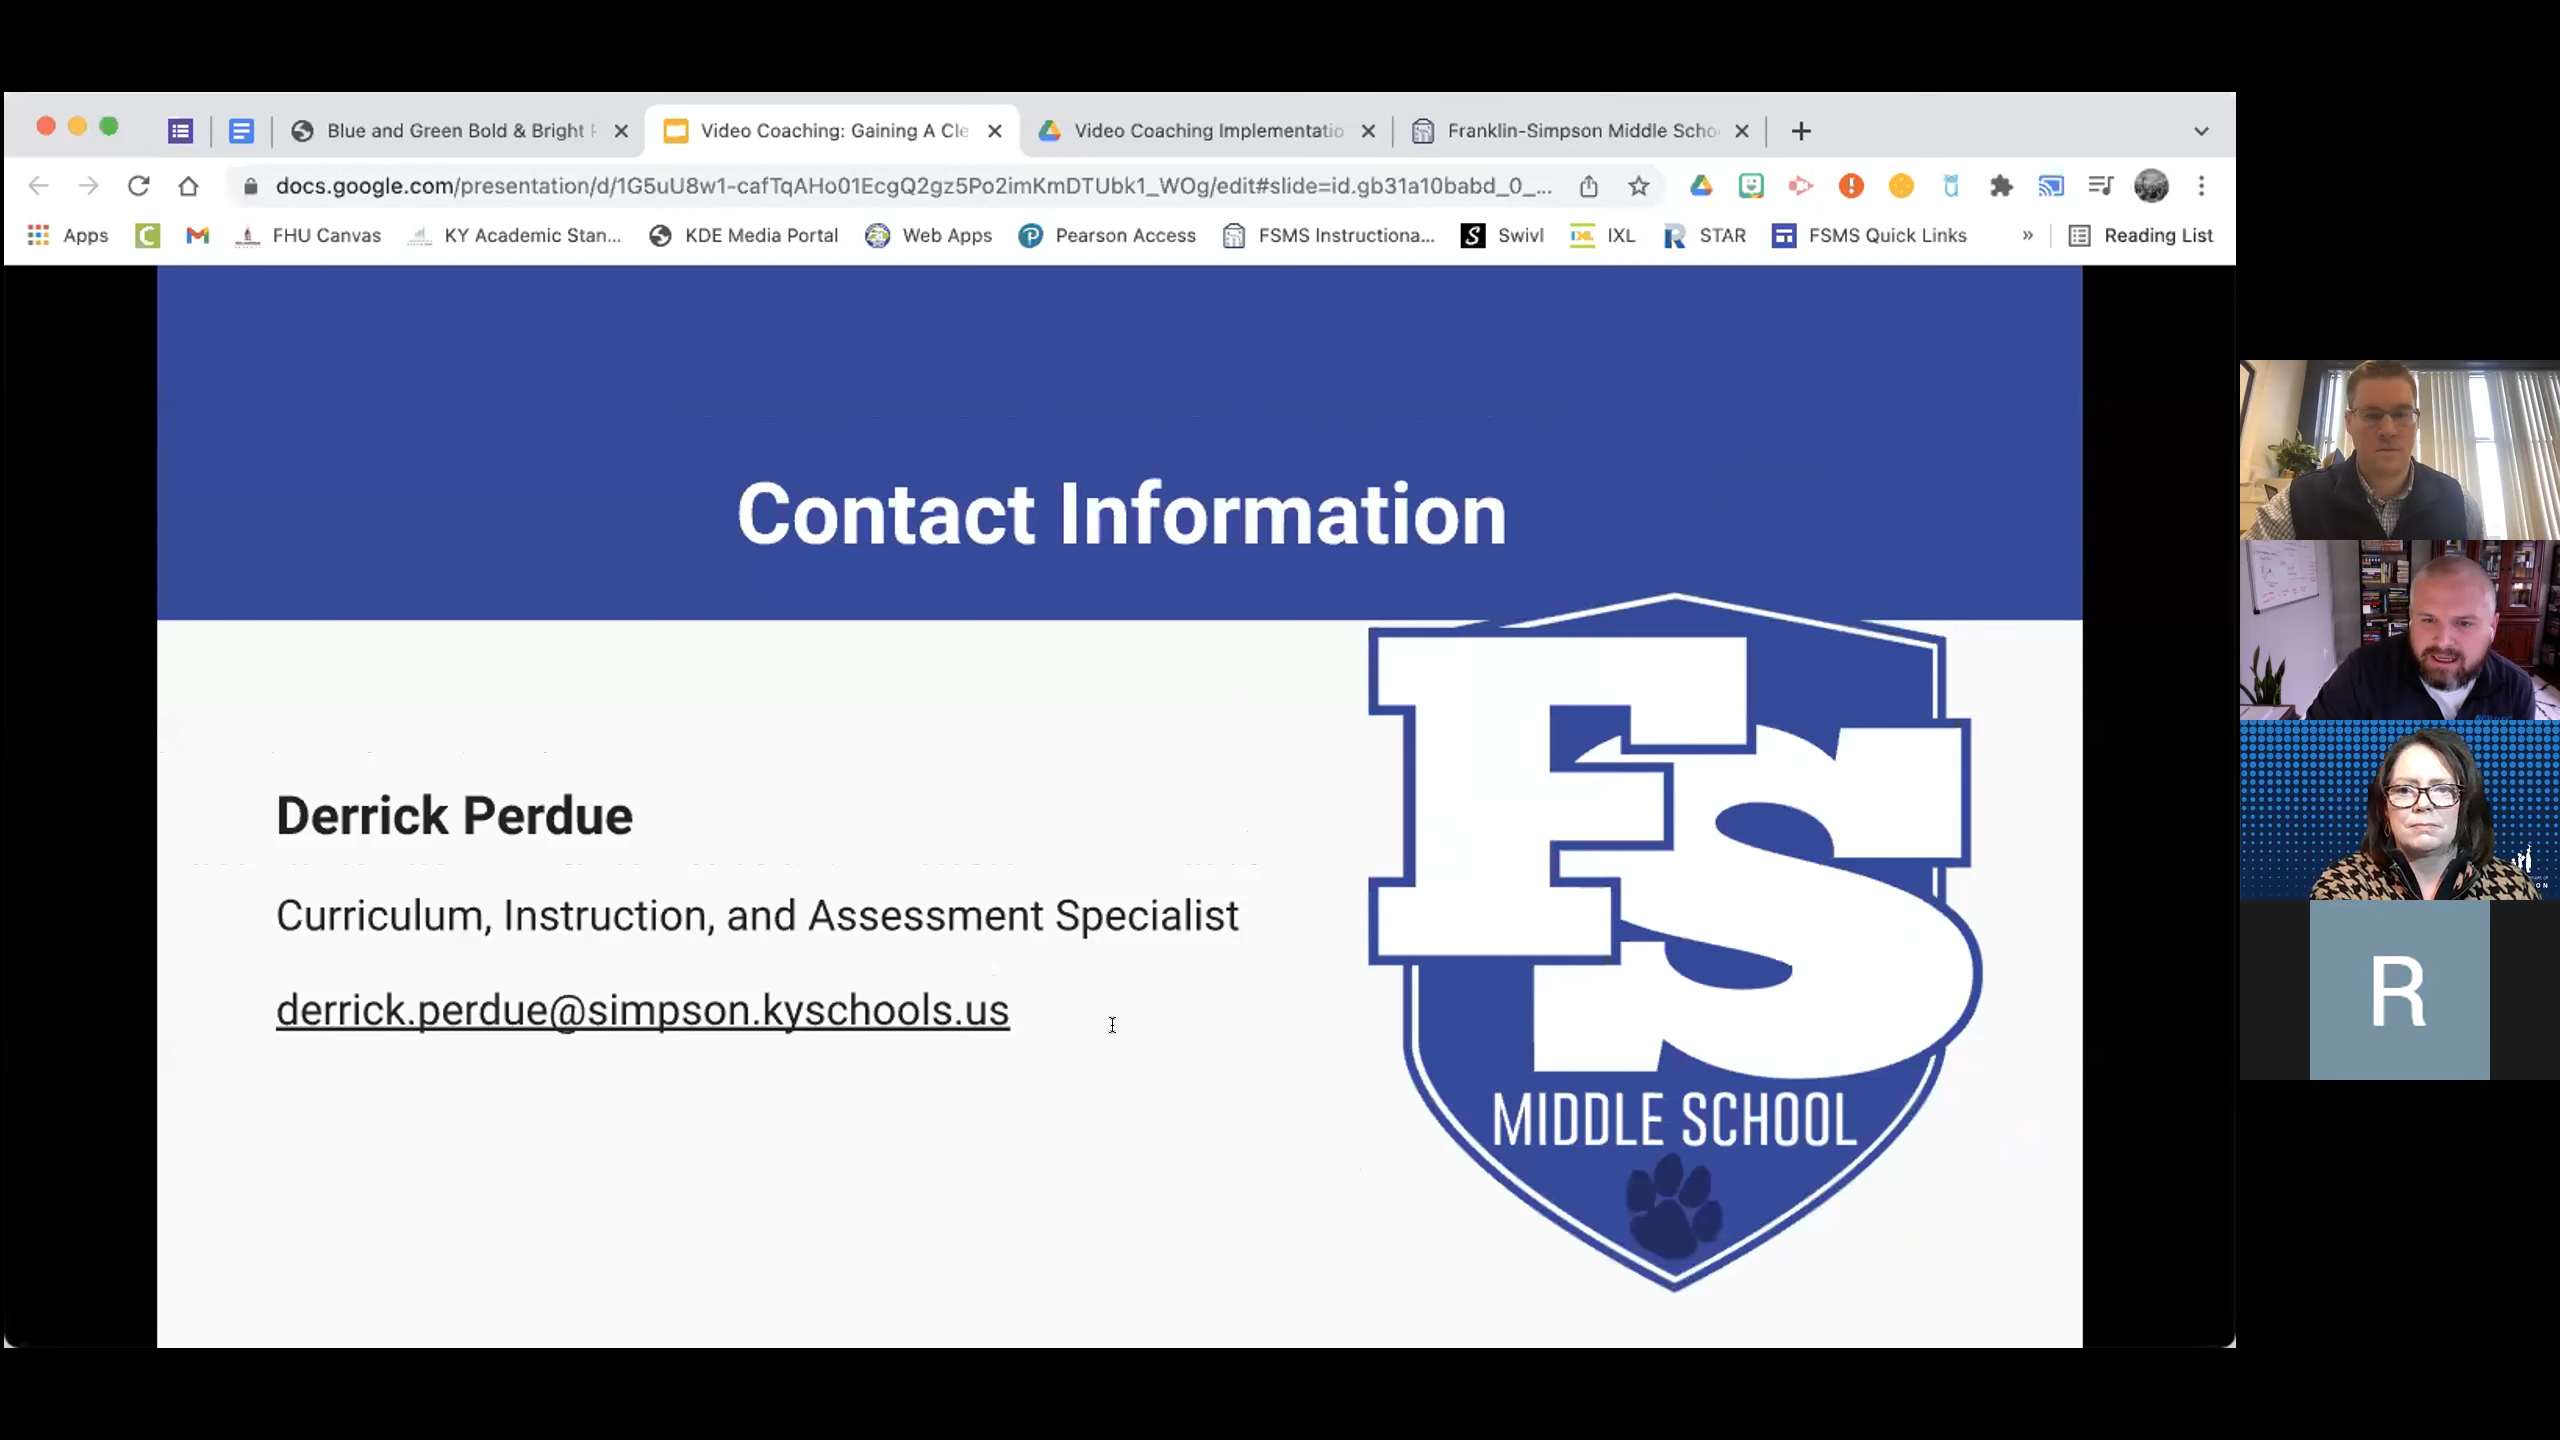 Blue and Green Bold & Bright
Video Coaching: Gaining A Cle
Video Coaching Implementatio
Franklin-Simpson Middle Scho
docs.google.com/presentation/d/1G5uU8w1-cafTqAHo01EcgQ2gz5Po2imKmDTUbk1_WOg/edit#slide=id.gb31a10babd_0_...
Apps
FHU Canvas
KY Academic Stan...
KDE Media Portal
Web Apps
Pearson Access
FSMS Instructiona...
Swivl
IXL
STAR
FSMS Quick Links
»
Reading List
Contact Information
FS
MIDDLE SCHOOL
Derrick Perdue
Curriculum, Instruction, and Assessment Specialist
derrick.perdue@simpson.kyschools.us
R